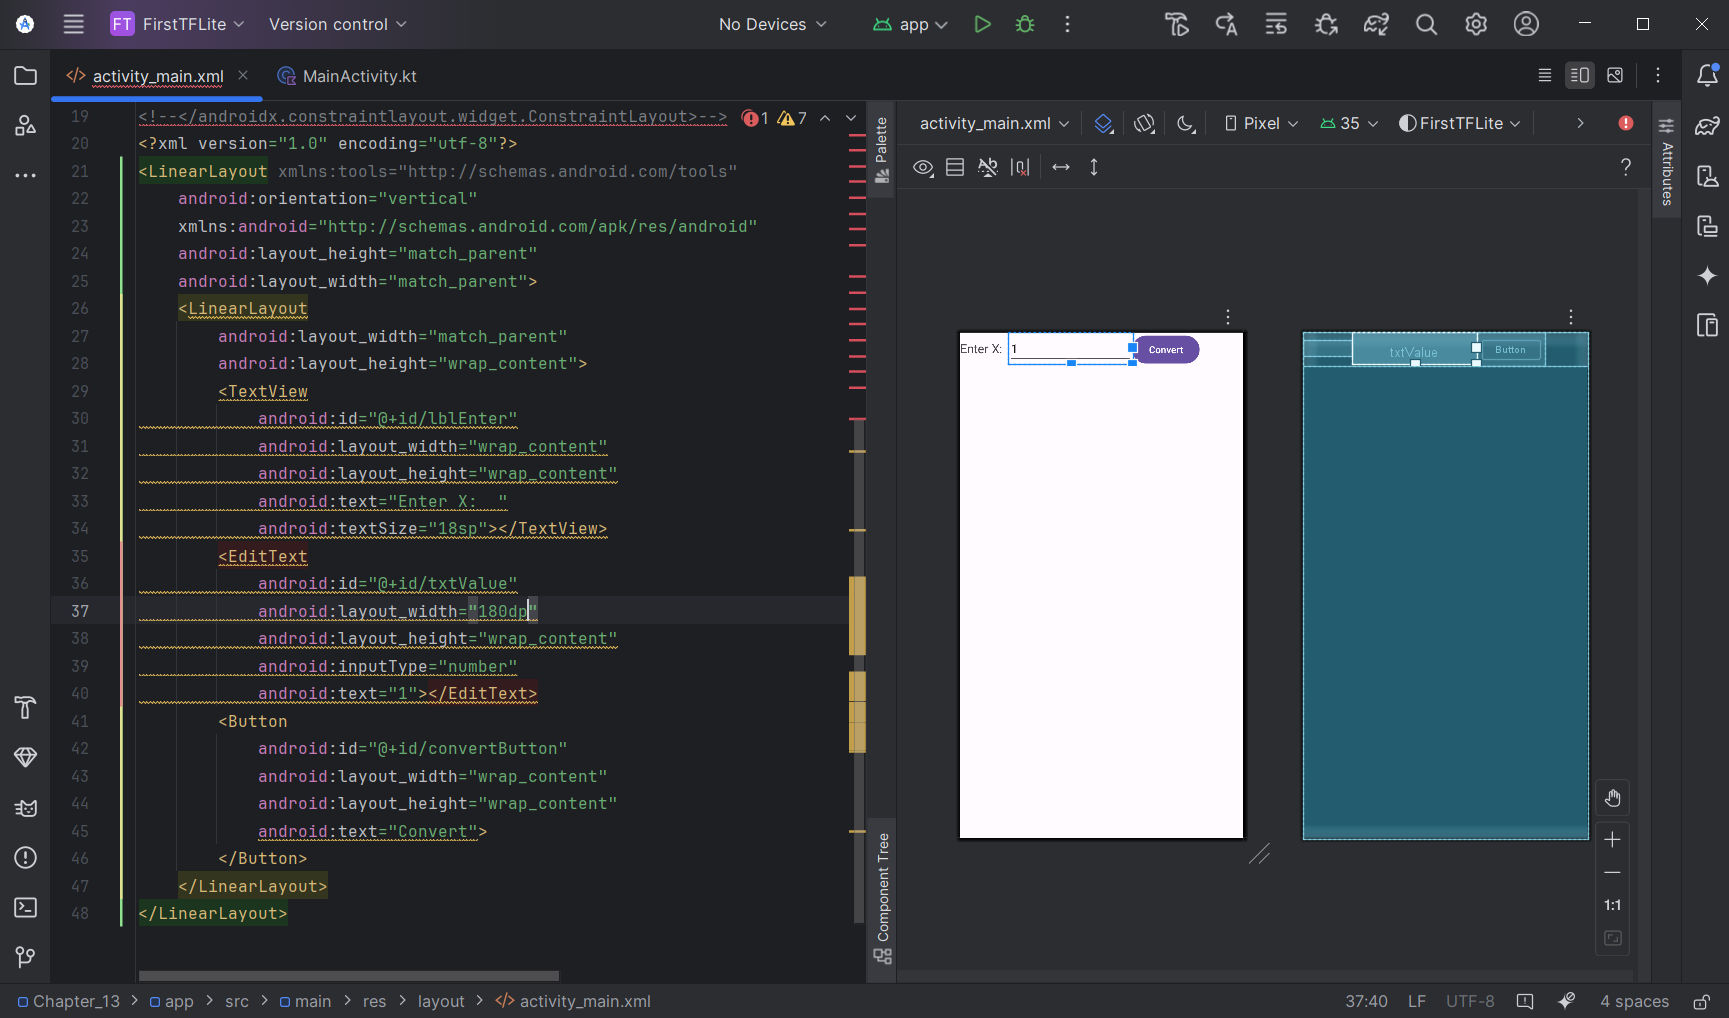 FT FirstTFLite Version control No Devices app
activity_main.xml MainActivity.kt
19 <!--</androidx.constraintlayout.widget.ConstraintLayout>--> 1 7
20 <?xml version="1.0" encoding="utf-8"?>
21 <LinearLayout xmlns:tools="http://schemas.android.com/tools"
22 android:orientation="vertical"
23 xmlns:android="http://schemas.android.com/apk/res/android"
24 android:layout_height="match_parent"
25 android:layout_width="match_parent">
26 <LinearLayout
27 android:layout_width="match_parent"
28 android:layout_height="wrap_content">
29 <TextView
30 android:id="@+id/lblEnter"
31 android:layout_width="wrap_content"
32 android:layout_height="wrap_content"
33 android:text="Enter X:  "
34 android:textSize="18sp"></TextView>
35 <EditText
36 android:id="@+id/txtValue"
37 android:layout_width="180dp"
38 android:layout_height="wrap_content"
39 android:inputType="number"
40 android:text="1"></EditText>
41 <Button
42 android:id="@+id/convertButton"
43 android:layout_width="wrap_content"
44 android:layout_height="wrap_content"
45 android:text="Convert">
46 </Button>
47 </LinearLayout>
48 </LinearLayout>
Palette
Component Tree
activity_main.xml Pixel 35 FirstTFLite
?
Attributes
Enter X: 1 Convert
txtValue Button
1:1
Chapter_13 > app > src > main > res > layout > activity_main.xml
37:40 LF UTF-8 4 spaces